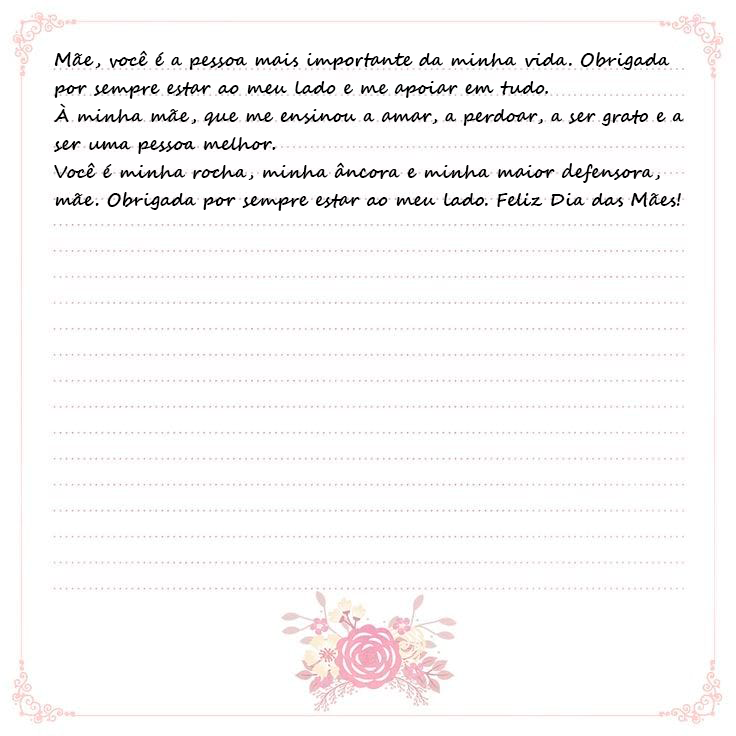 Mãe, você é a pessoa mais importante da minha vida. Obrigada
por sempre estar ao meu lado e me apoiar em tudo.
À minha mãe, que me ensinou a amar, a perdoar, a ser grato e a
ser uma pessoa melhor.
Você é minha rocha, minha âncora e minha maior defensora,
mãe. Obrigada por sempre estar ao meu lado. Feliz Dia das Mães!